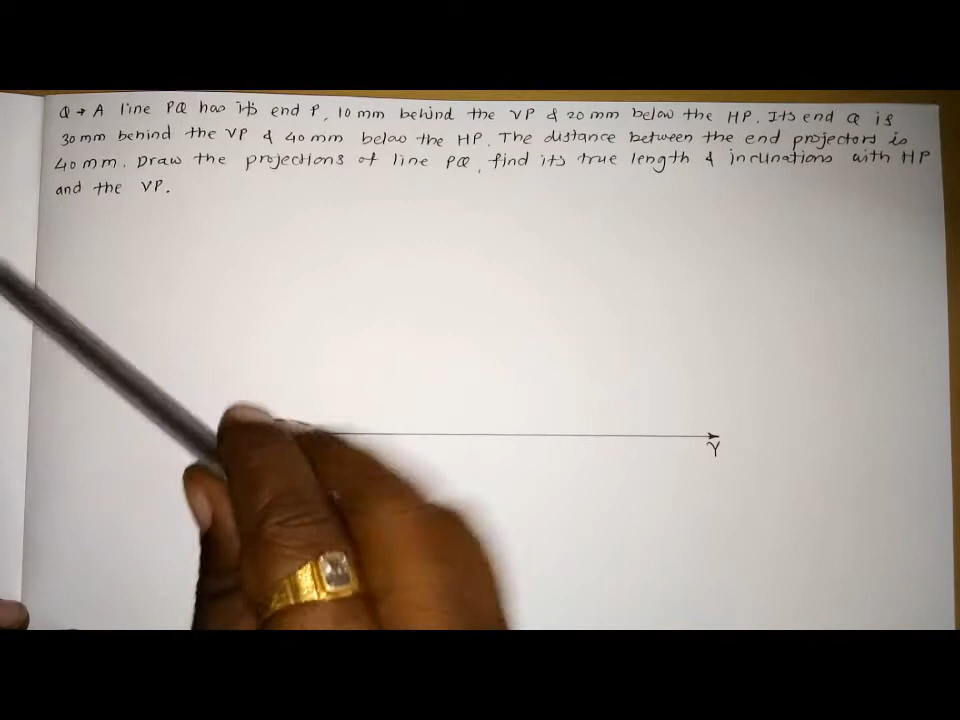 Q → A line PQ has its end P, 10 mm behind the VP & 20 mm below the HP. Its end Q is
30 mm behind the VP & 40 mm below the HP. The distance between the end projectors is
40 mm. Draw the projections of line PQ, find its true length & inclinations with HP
and the VP.
Y